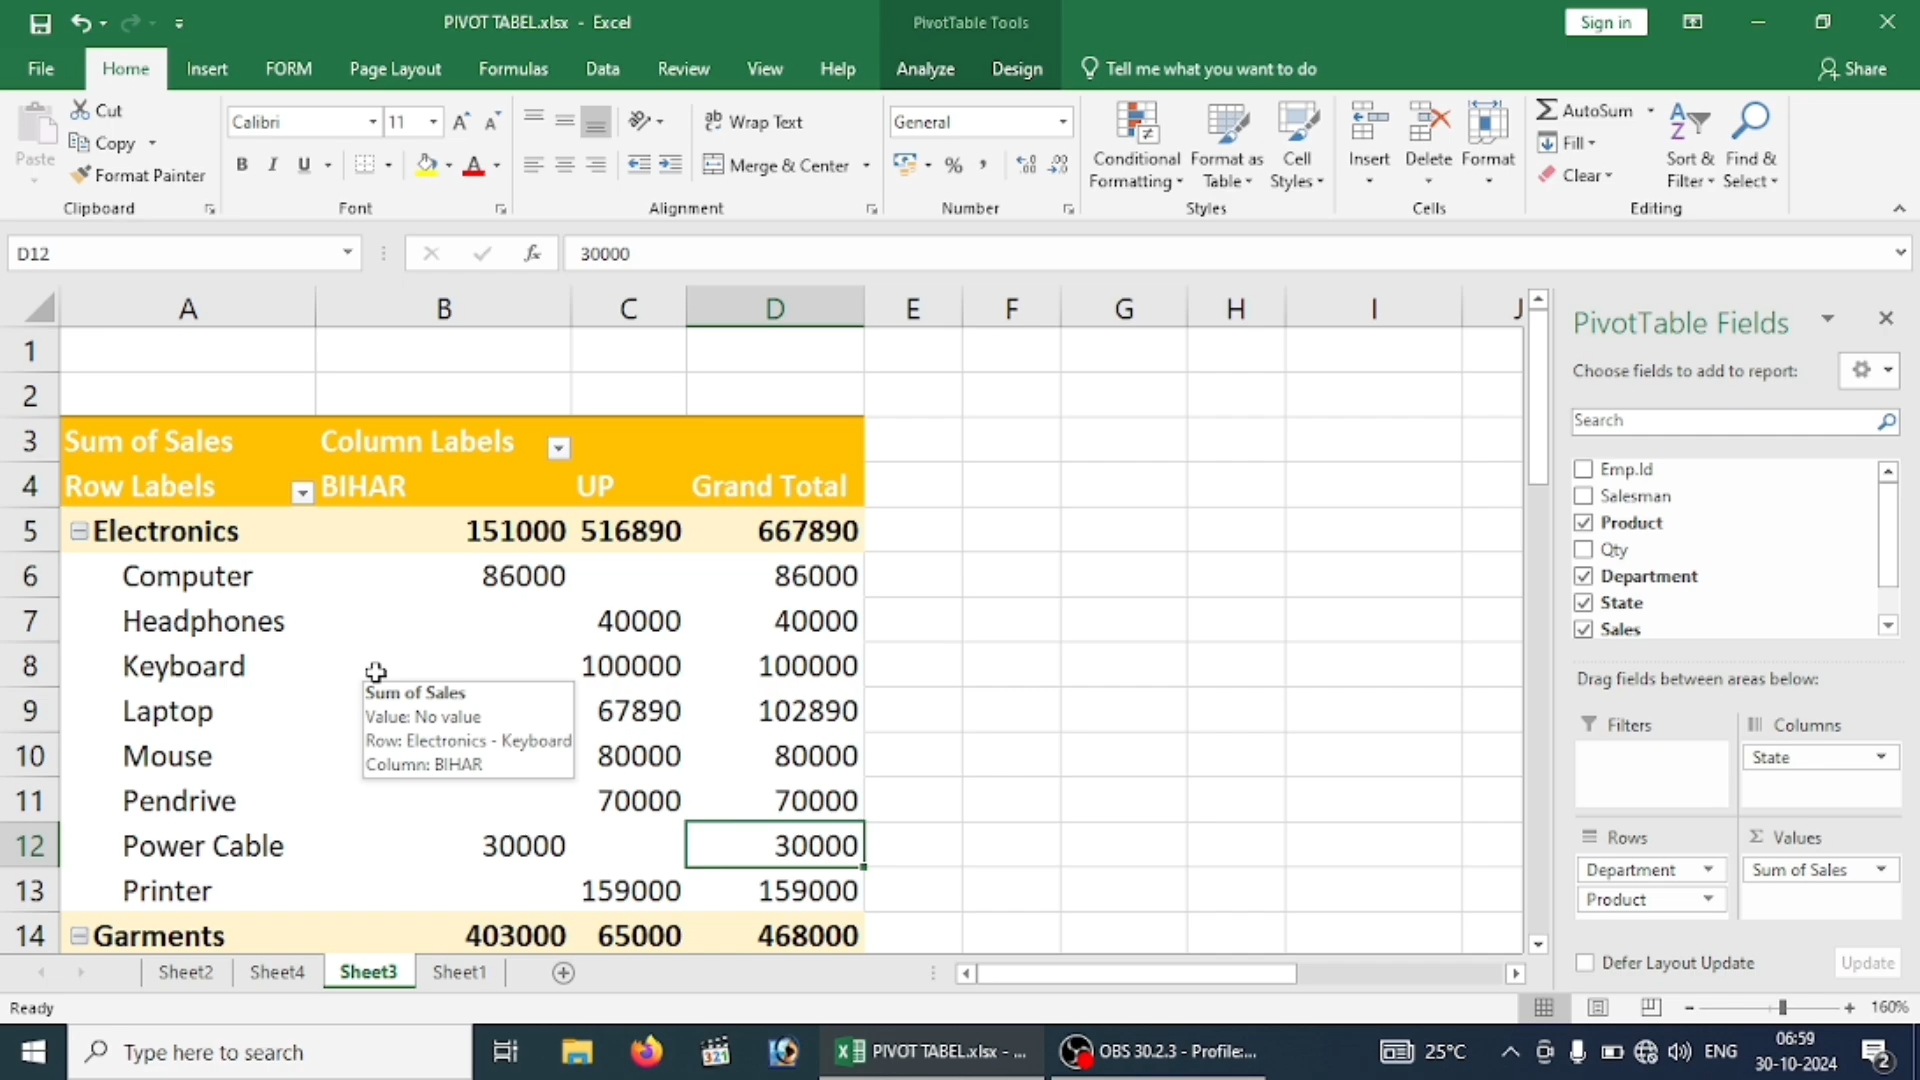 PIVOT TABEL.xlsx - Excel
PivotTable Tools
Sign in
File Home Insert FORM Page Layout Formulas Data Review View Help Analyze Design Tell me what you want to do Share
Paste
Cut
Copy
Format Painter
Clipboard
Calibri 11
B I U
Font
Wrap Text
Merge & Center
Alignment
General
%
Number
Conditional Formatting
Format as Table
Cell Styles
Styles
Insert
Delete
Format
Cells
AutoSum
Fill
Clear
Sort & Filter
Find & Select
Editing
D12 fx 30000
A B C D E F G H I J
1
2
3 Sum of Sales Column Labels
4 Row Labels BIHAR UP Grand Total
5 Electronics 151000 516890 667890
6 Computer 86000 86000
7 Headphones 40000 40000
8 Keyboard 100000 100000
9 Laptop 67890 102890
10 Mouse 80000 80000
11 Pendrive 70000 70000
12 Power Cable 30000 30000
13 Printer 159000 159000
14 Garments 403000 65000 468000
Sum of Sales
Value: No value
Row: Electronics - Keyboard
Column: BIHAR
PivotTable Fields
Choose fields to add to report:
Search
Emp.Id
Salesman
Product
Qty
Department
State
Sales
Drag fields between areas below:
Filters
Columns
State
Rows
Department
Product
Values
Sum of Sales
Defer Layout Update
Update
Sheet2 Sheet4 Sheet3 Sheet1
Ready
160%
Type here to search
321
PIVOT TABEL.xlsx - ...
OBS 30.2.3 - Profile:...
25°C
ENG
06:59
30-10-2024
2